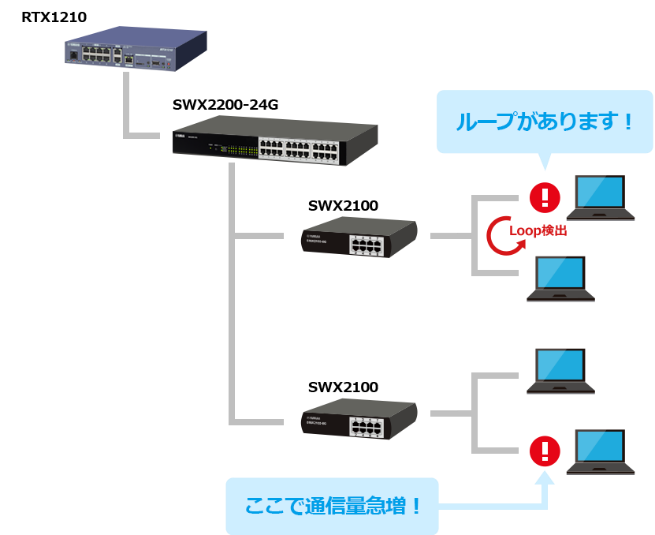 RTX1210
SWX2200-24G
ループがあります！
SWX2100
Loop検出
SWX2100
ここで通信量急増！